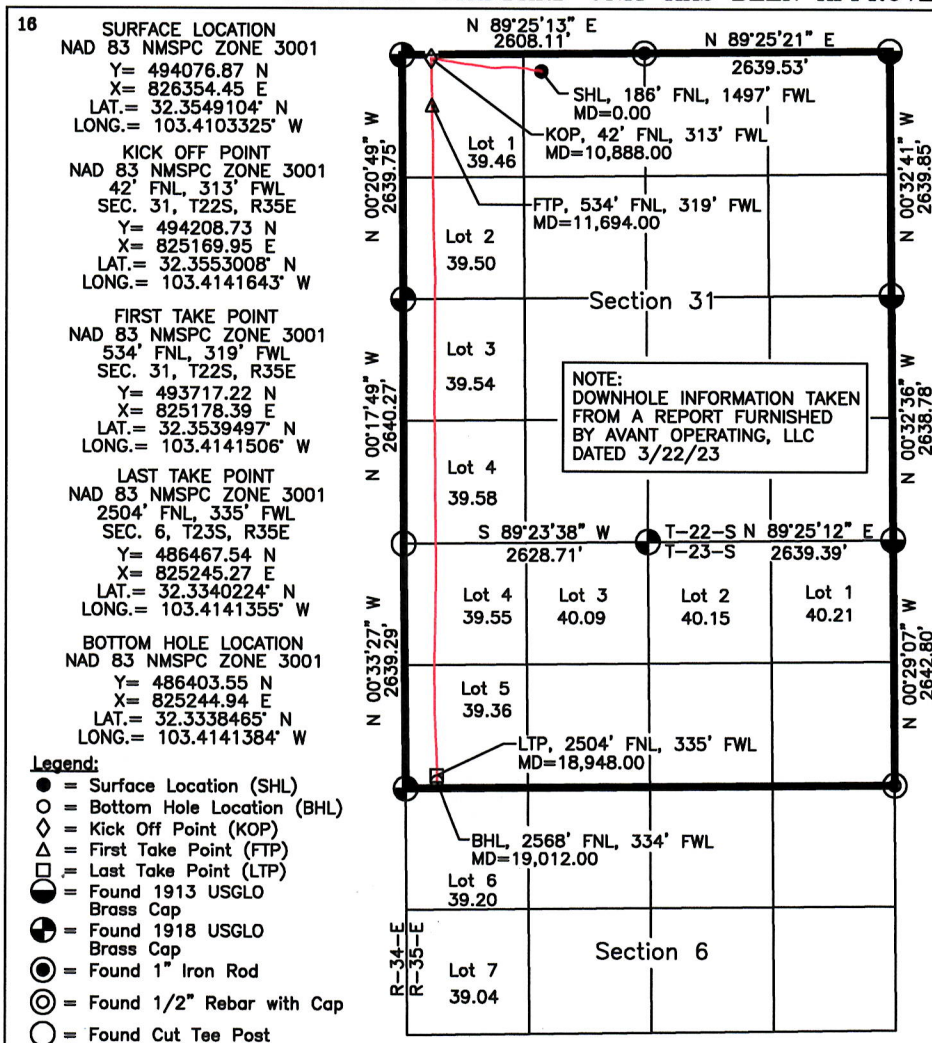 16
SURFACE LOCATION
NAD 83 NMSPC ZONE 3001
Y= 494076.87 N
X= 826354.45 E
LAT.= 32.3549104° N
LONG.= 103.4103325° W
KICK OFF POINT
NAD 83 NMSPC ZONE 3001
42' FNL, 313' FWL
SEC. 31, T22S, R35E
Y= 494208.73 N
X= 825169.95 E
LAT.= 32.3553008° N
LONG.= 103.4141643° W
FIRST TAKE POINT
NAD 83 NMSPC ZONE 3001
534' FNL, 319' FWL
SEC. 31, T22S, R35E
Y= 493717.22 N
X= 825178.39 E
LAT.= 32.3539497° N
LONG.= 103.4141506° W
LAST TAKE POINT
NAD 83 NMSPC ZONE 3001
2504' FNL, 335' FWL
SEC. 6, T23S, R35E
Y= 486467.54 N
X= 825245.27 E
LAT.= 32.3340224° N
LONG.= 103.4141355° W
BOTTOM HOLE LOCATION
NAD 83 NMSPC ZONE 3001
Y= 486403.55 N
X= 825244.94 E
LAT.= 32.3338465° N
LONG.= 103.4141384° W
Legend:
= Surface Location (SHL)
= Bottom Hole Location (BHL)
= Kick Off Point (KOP)
= First Take Point (FTP)
= Last Take Point (LTP)
= Found 1913 USGLO
Brass Cap
= Found 1918 USGLO
Brass Cap
= Found 1" Iron Rod
= Found 1/2" Rebar with Cap
= Found Cut Tee Post
N 89°25'13" E
2608.11'
N 89°25'21" E
2639.53'
SHL, 186' FNL, 1497' FWL
MD=0.00
KOP, 42' FNL, 313' FWL
MD=10,888.00
Lot 1
39.46
FTP, 534' FNL, 319' FWL
MD=11,694.00
N 00°20'49" W
2639.75'
N 00°32'41" W
2639.85'
Lot 2
39.50
Section 31
Lot 3
39.54
NOTE:
DOWNHOLE INFORMATION TAKEN
FROM A REPORT FURNISHED
BY AVANT OPERATING, LLC
DATED 3/22/23
N 00°17'49" W
2640.27'
N 00°32'36" W
2638.78'
Lot 4
39.58
S 89°23'38" W
2628.71'
T-22-S
T-23-S
N 89°25'12" E
2639.39'
Lot 4
39.55
Lot 3
40.09
Lot 2
40.15
Lot 1
40.21
N 00°33'27" W
2639.29'
N 00°29'07" W
2642.80'
Lot 5
39.36
LTP, 2504' FNL, 335' FWL
MD=18,948.00
BHL, 2568' FNL, 334' FWL
MD=19,012.00
Lot 6
39.20
R-34-E
R-35-E
Section 6
Lot 7
39.04